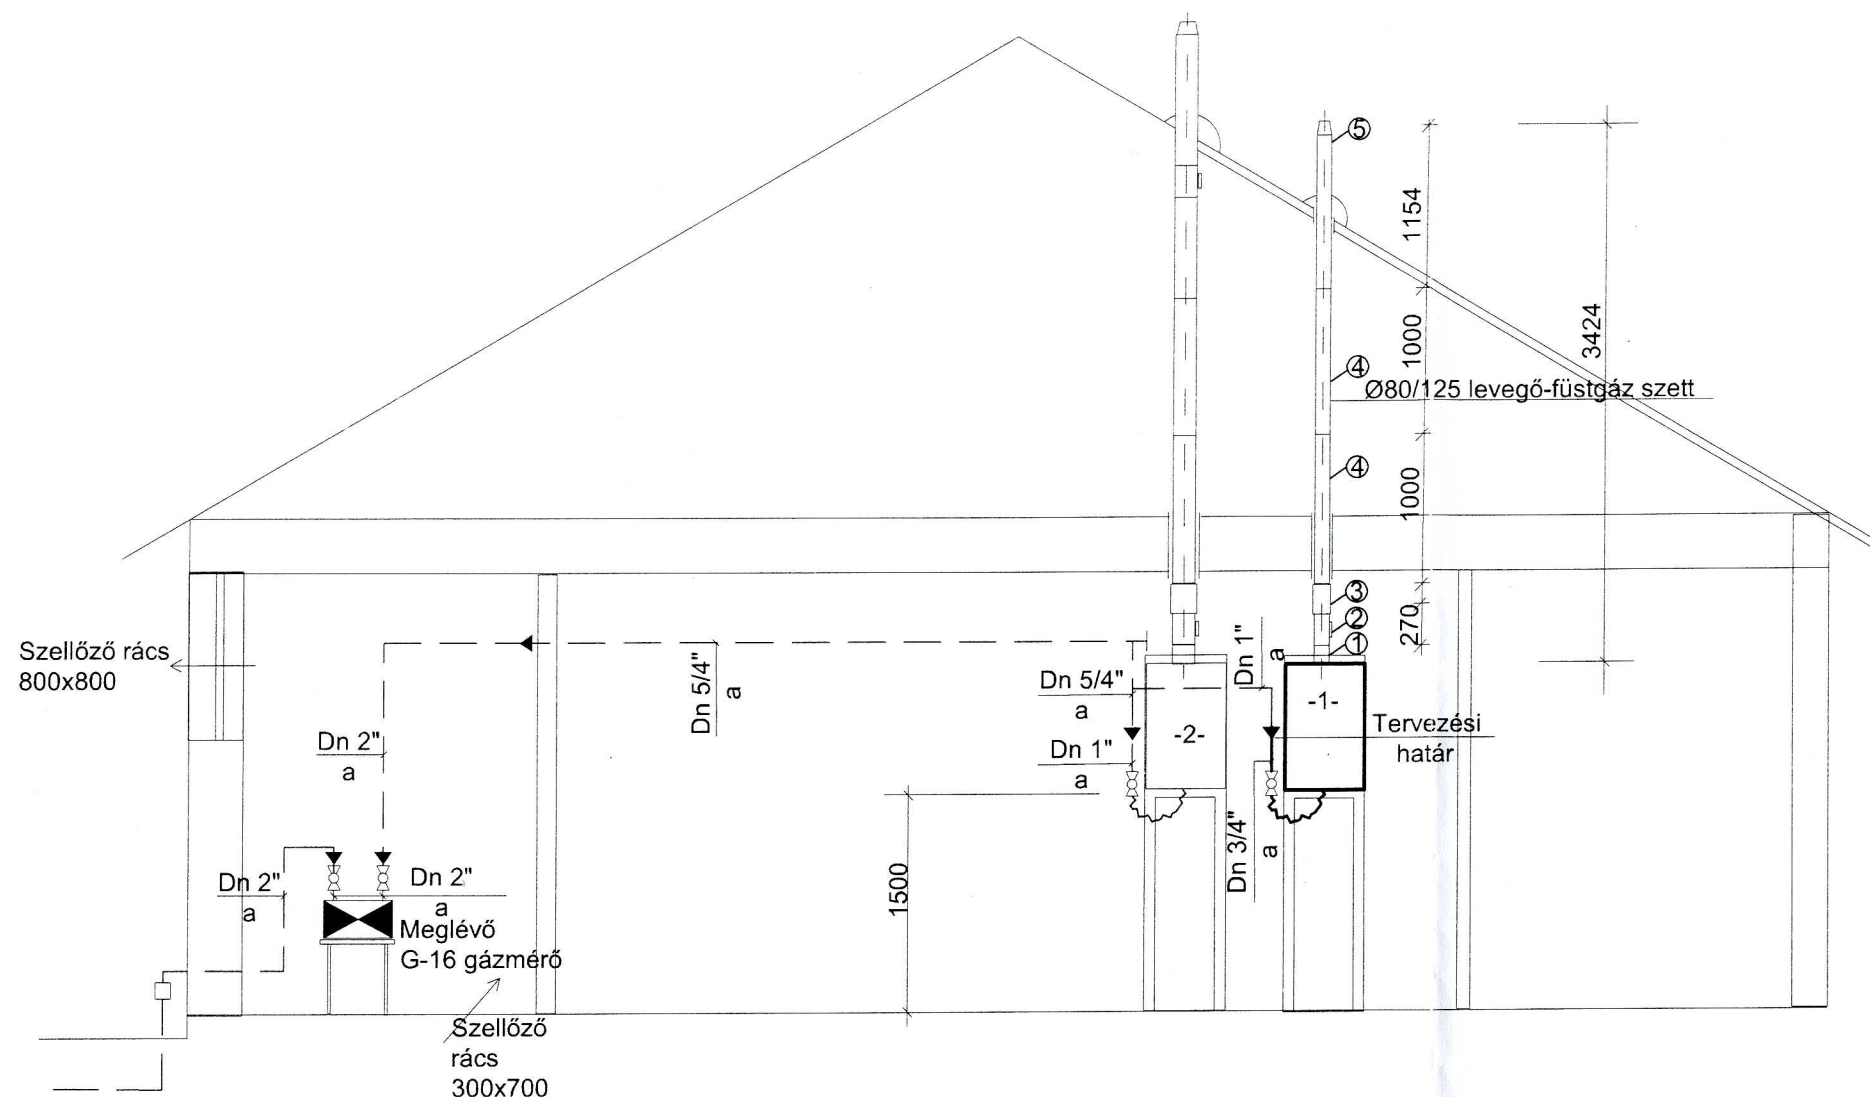 5
1154
1000
3424
4
Ø80/125 levegő-füstgáz szett
4
1000
3
2
270
1
Szellőző rács
800x800
Dn 5/4"
a
Dn 1"
a
Dn 5/4"
a
-1-
-2-
Tervezési
határ
Dn 2"
a
Dn 1"
a
Dn 3/4"
a
1500
Dn 2"
a
Dn 2"
a
Meglévő
G-16 gázmérő
Szellőző
rács
300x700